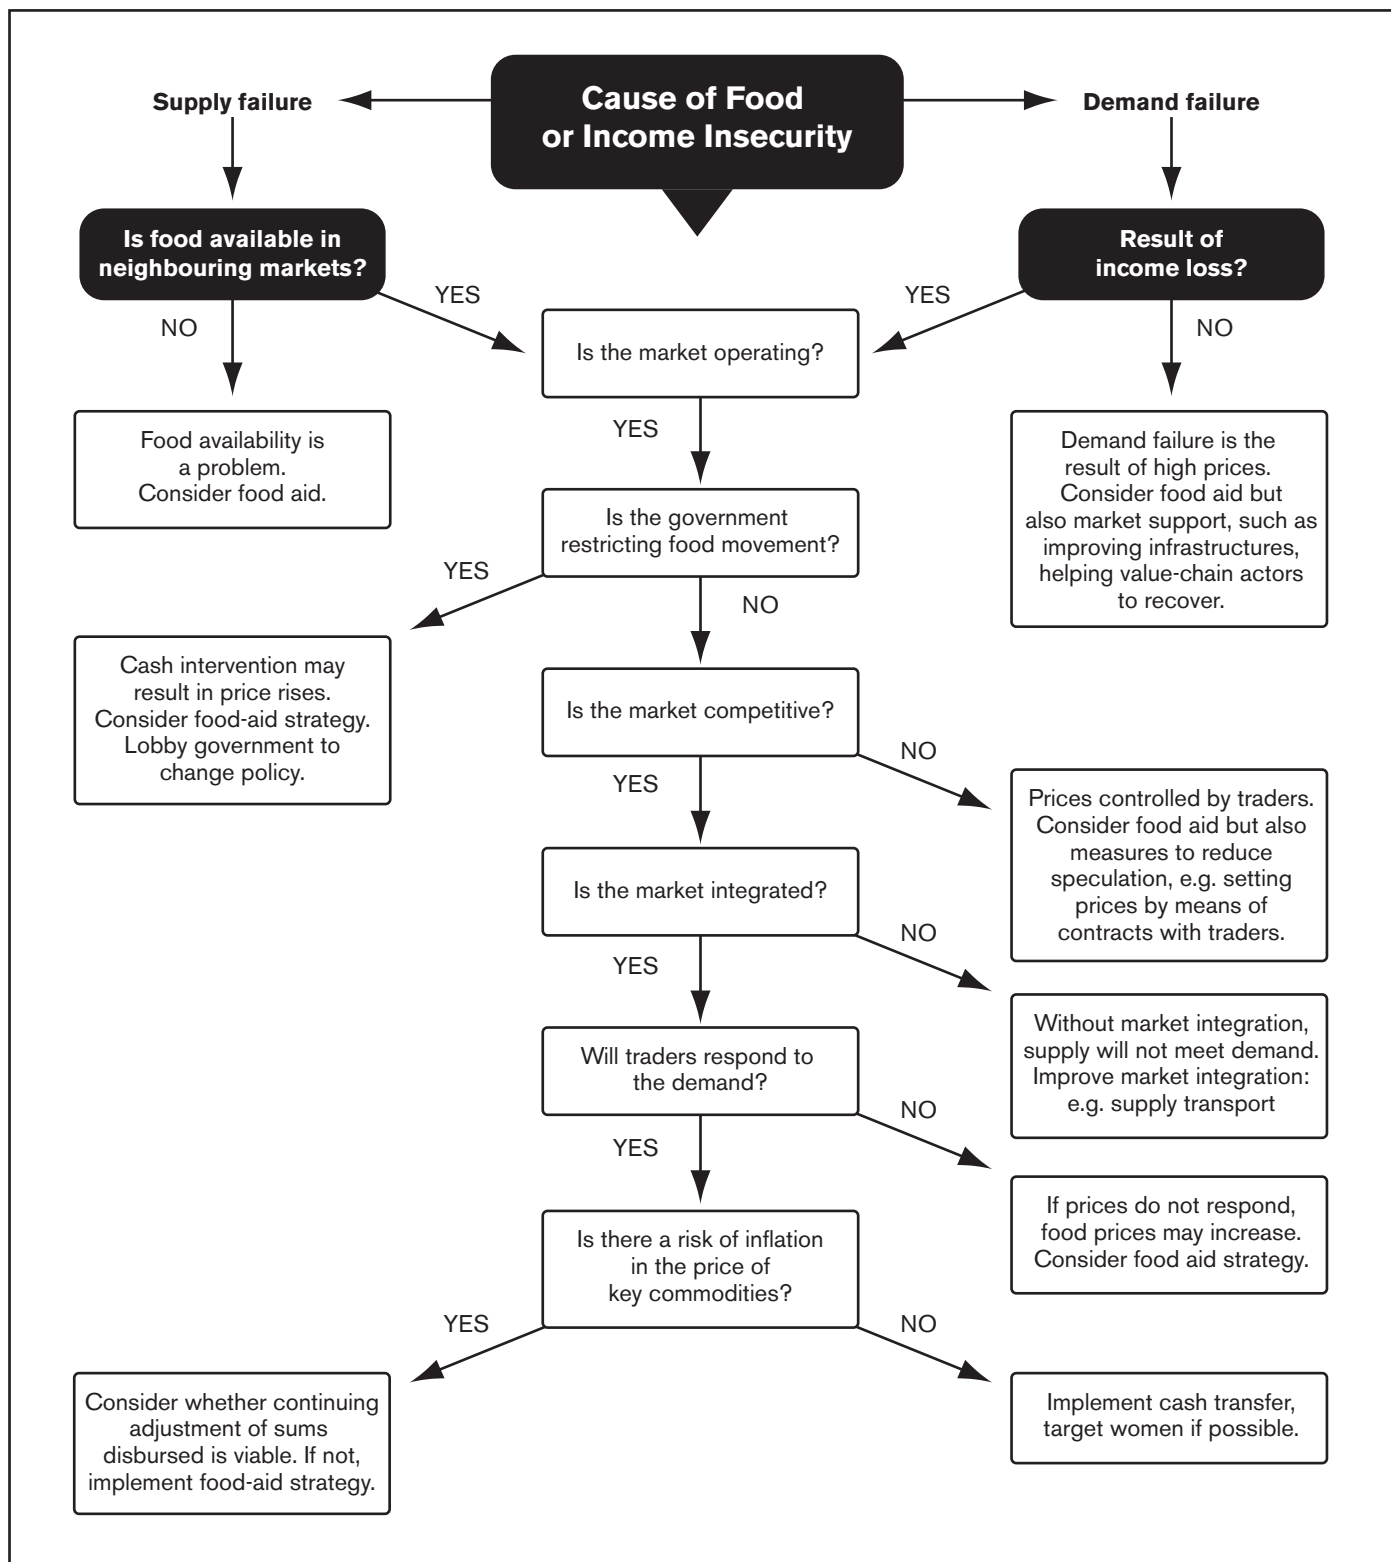 Cause of Food
or Income Insecurity
Supply failure
Demand failure
Is food available in
neighbouring markets?
Result of
income loss?
YES
YES
NO
NO
Is the market operating?
Food availability is
a problem.
Consider food aid.
Demand failure is the
result of high prices.
Consider food aid but
also market support, such as
improving infrastructures,
helping value-chain actors
to recover.
YES
Is the government
restricting food movement?
YES
NO
Cash intervention may
result in price rises.
Consider food-aid strategy.
Lobby government to
change policy.
Is the market competitive?
NO
YES
Prices controlled by traders.
Consider food aid but also
measures to reduce
speculation, e.g. setting
prices by means of
contracts with traders.
Is the market integrated?
NO
YES
Without market integration,
supply will not meet demand.
Improve market integration:
e.g. supply transport
Will traders respond to
the demand?
NO
YES
If prices do not respond,
food prices may increase.
Consider food aid strategy.
Is there a risk of inflation
in the price of
key commodities?
YES
NO
Consider whether continuing
adjustment of sums
disbursed is viable. If not,
implement food-aid strategy.
Implement cash transfer,
target women if possible.